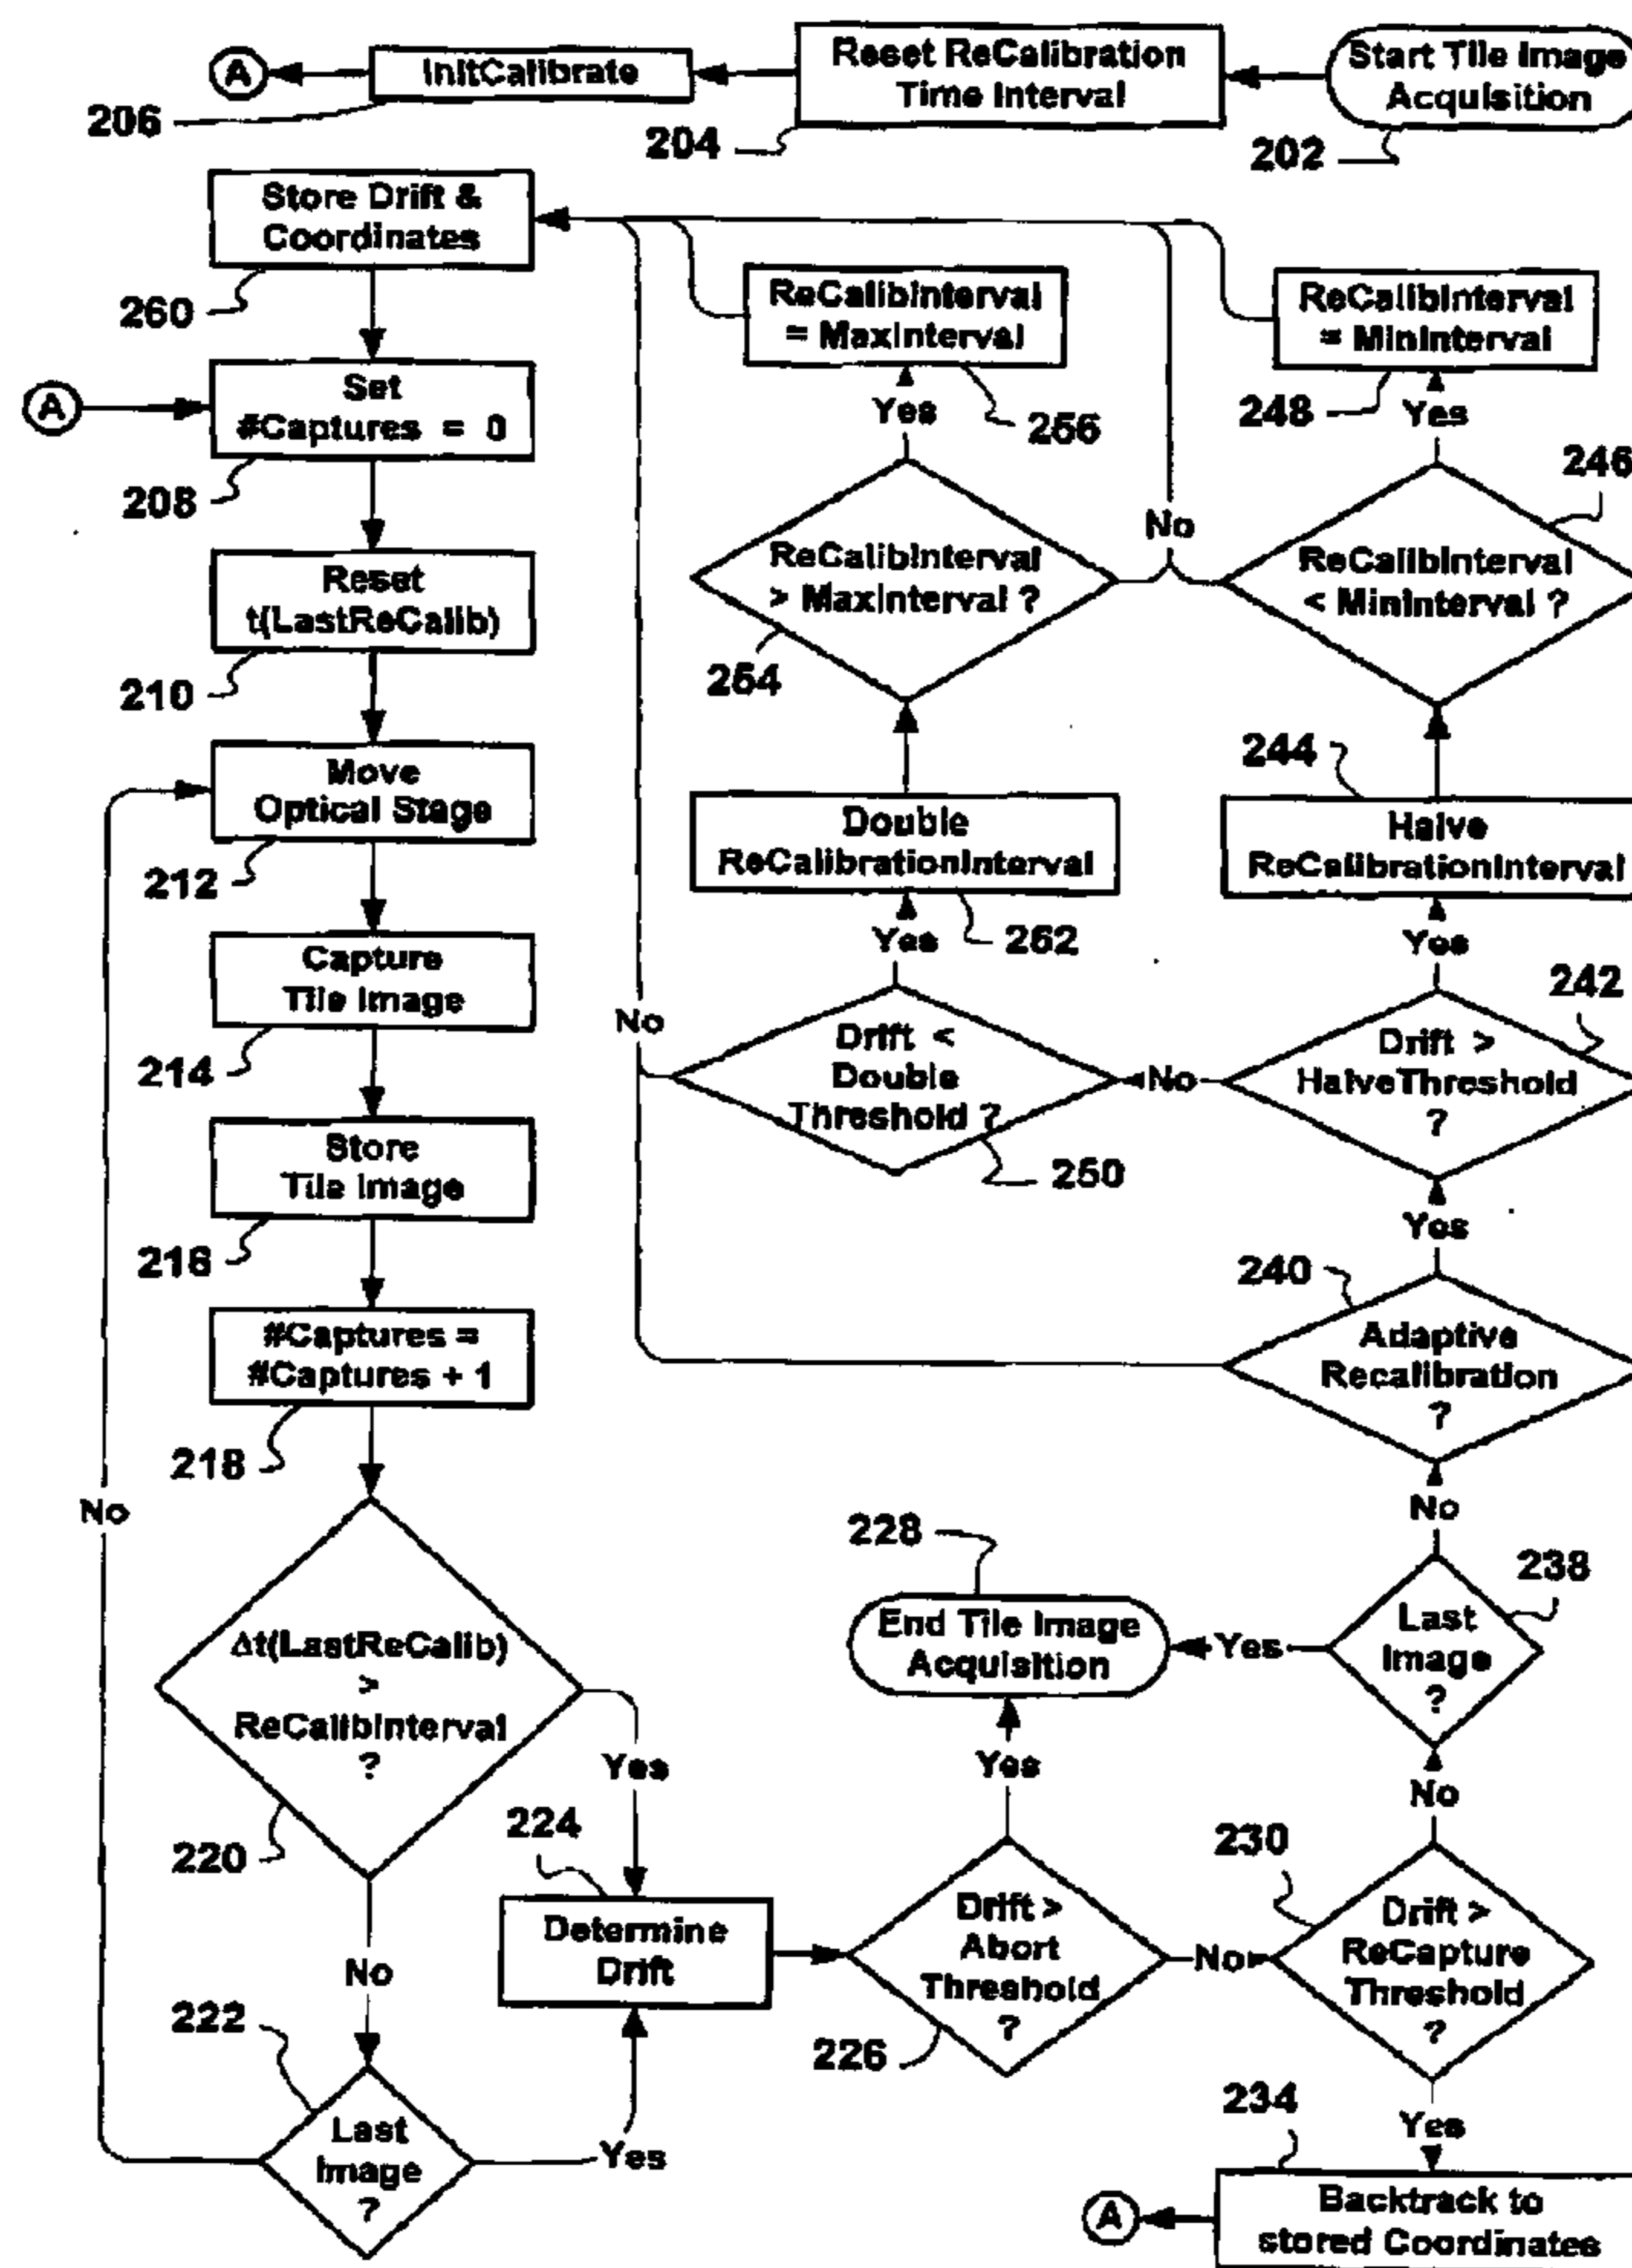 Start Tile Image
Acquisition
202
Reset ReCalibration
Time Interval
204
InitCalibrate
206
A
Store Drift &
Coordinates
260
A
Set
#Captures = 0
208
Reset
t(LastReCalib)
210
Move
Optical Stage
212
Capture
Tile Image
214
Store
Tile Image
216
#Captures =
#Captures + 1
218
Δt(LastReCalib)
>
ReCalibInterval
?
220
No
Yes
Last
Image
?
222
No
Yes
Determine
Drift
224
Drift >
Abort
Threshold
?
226
Yes
No
End Tile Image
Acquisition
228
Drift >
ReCapture
Threshold
?
230
Yes
No
Backtrack to
stored Coordinates
234
A
Last
Image
?
238
Yes
No
Adaptive
Recalibration
?
240
Yes
Drift >
HalveThreshold
?
242
Yes
No
Halve
ReCalibrationInterval
244
ReCalibInterval
< MinInterval ?
246
Yes
No
ReCalibInterval
= MinInterval
248
Drift <
Double
Threshold ?
250
No
Yes
Double
ReCalibrationInterval
252
ReCalibInterval
> MaxInterval ?
254
Yes
ReCalibInterval
= MaxInterval
256